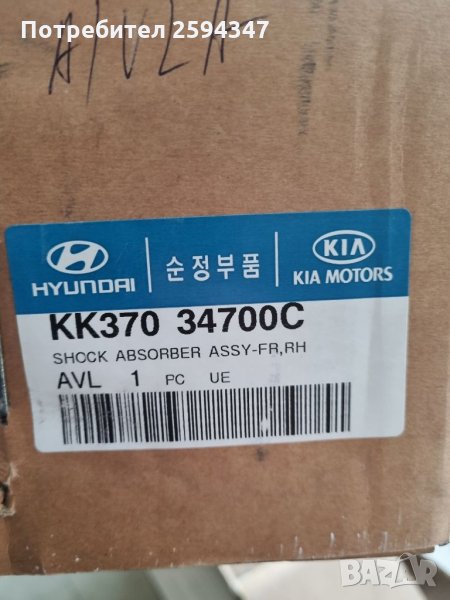 Потребител 2594347
HYUNDAI
순정부품
KIA
KIA MOTORS
KK370 34700C
SHOCK ABSORBER ASSY-FR,RH
AVL 1 PC UE
BAZAR